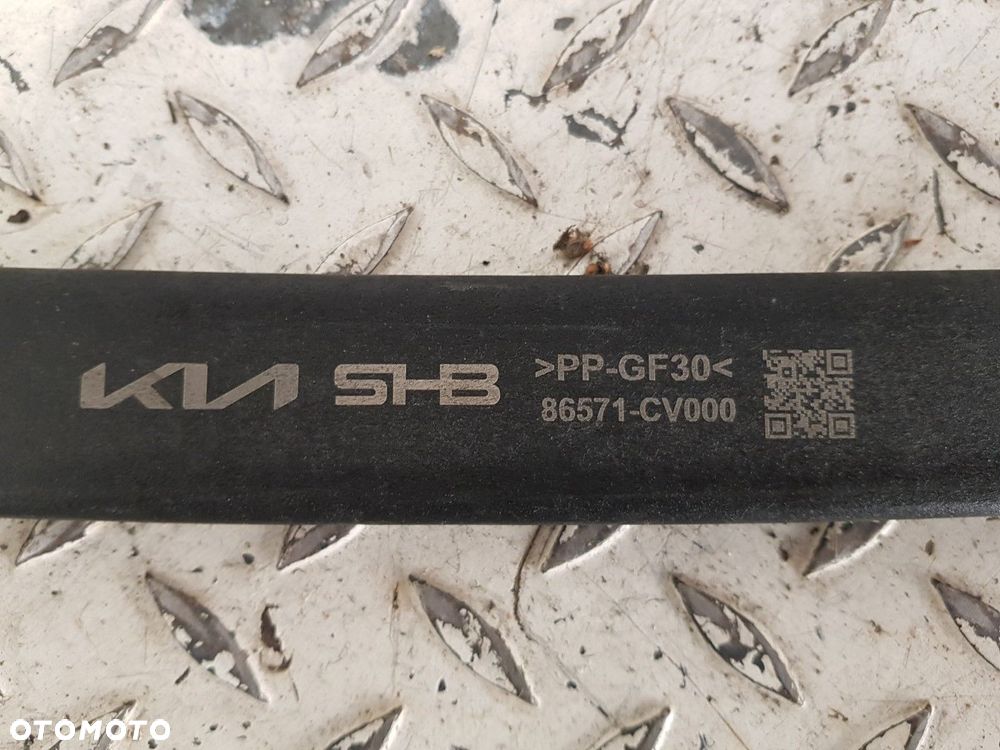 KIA SHB >PP-GF30<
86571-CV000
OTOMOTO